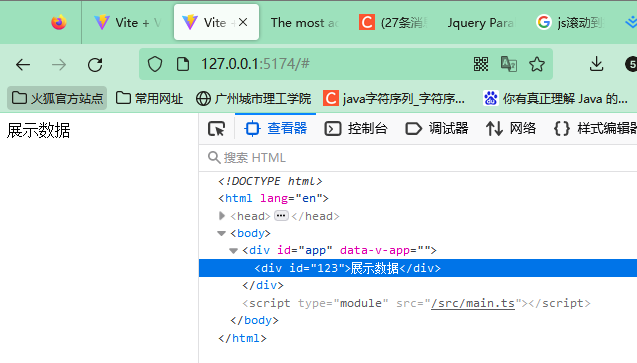 Vite + V
Vite +
The most ac
(27条消
Jquery Para
js滚动到
127.0.0.1:5174/#
5
火狐官方站点
常用网址
广州城市理工学院
java字符序列_字符序...
你有真正理解 Java 的...
展示数据
查看器
控制台
调试器
网络
样式编辑器
搜索 HTML
<!DOCTYPE html>
<html lang="en">
<head>
</head>
<body>
<div id="app" data-v-app="">
<div id="123">展示数据</div>
</div>
<script type="module" src="/src/main.ts"></script>
</body>
</html>